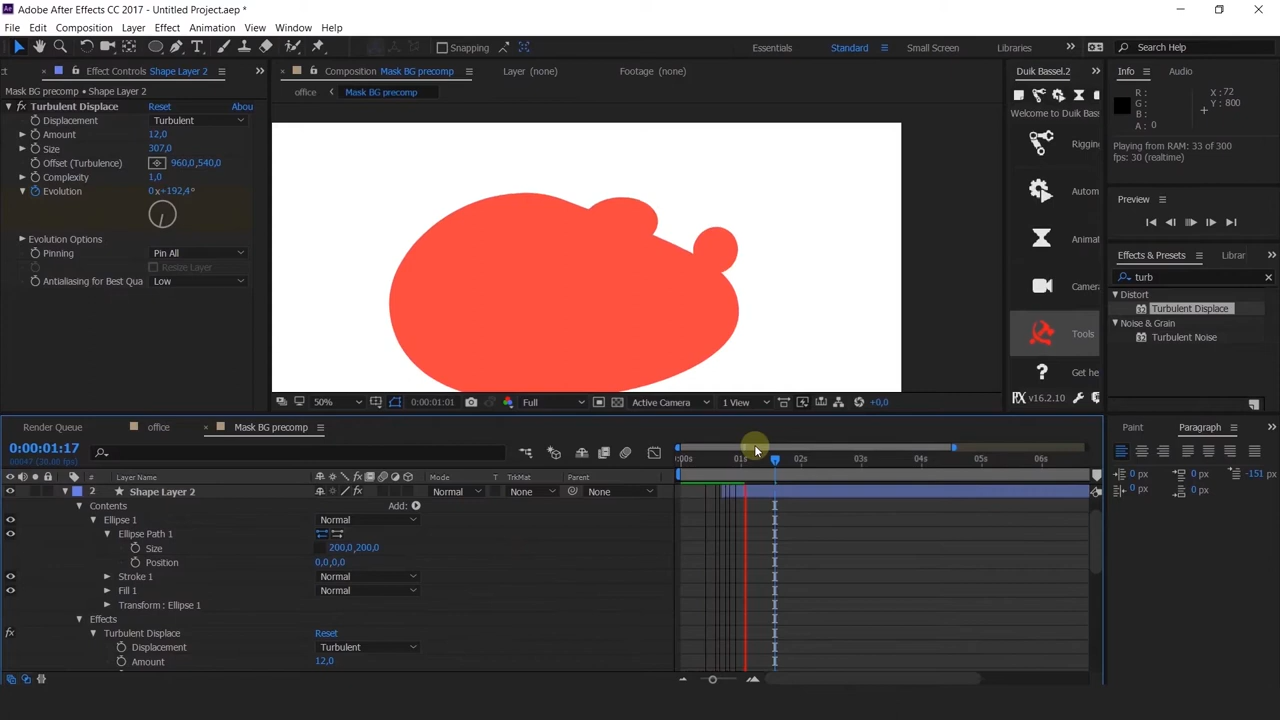 Adobe After Effects CC 2017 - Untitled Project.aep *
File Edit Composition Layer Effect Animation View Window Help
Snapping Essentials Standard Small Screen Libraries Search Help
Effect Controls Shape Layer 2
Composition Mask BG precomp
Layer (none)
Footage (none)
Duik Bassel.2
Info Audio
Mask BG precomp • Shape Layer 2
office Mask BG precomp
fx Turbulent Displace Reset Abou
Displacement Turbulent
Amount 12,0
Size 307,0
Offset (Turbulence) 960,0,540,0
Complexity 1,0
Evolution 0x+192,4°
Evolution Options
Pinning Pin All
Resize Layer
Antialiasing for Best Qua Low
Welcome to Duik Bassel
Rigging
Autom
Animat
Camera
Tools
Get he
v16.2.10
R :
G :
B :
A : 0
X : 72
Y : 800
Playing from RAM: 33 of 300
fps: 30 (realtime)
Preview
Effects & Presets Librar
turb
Distort
Turbulent Displace
Noise & Grain
Turbulent Noise
50% 0:00:01:01 Full Active Camera 1 View +0,0
Render Queue office Mask BG precomp
Paint Paragraph
0:00:01:17
:00s 01s 02s 03s 04s 05s 06s
0 px 0 px -151
0 px 0 px
# Layer Name Mode T TrkMat Parent
2 Shape Layer 2 Normal None None
Contents Add:
Ellipse 1 Normal
Ellipse Path 1
Size 200,0,200,0
Position 0,0,0,0
Stroke 1 Normal
Fill 1 Normal
Transform : Ellipse 1
Effects
fx Turbulent Displace Reset
Displacement Turbulent
Amount 12,0